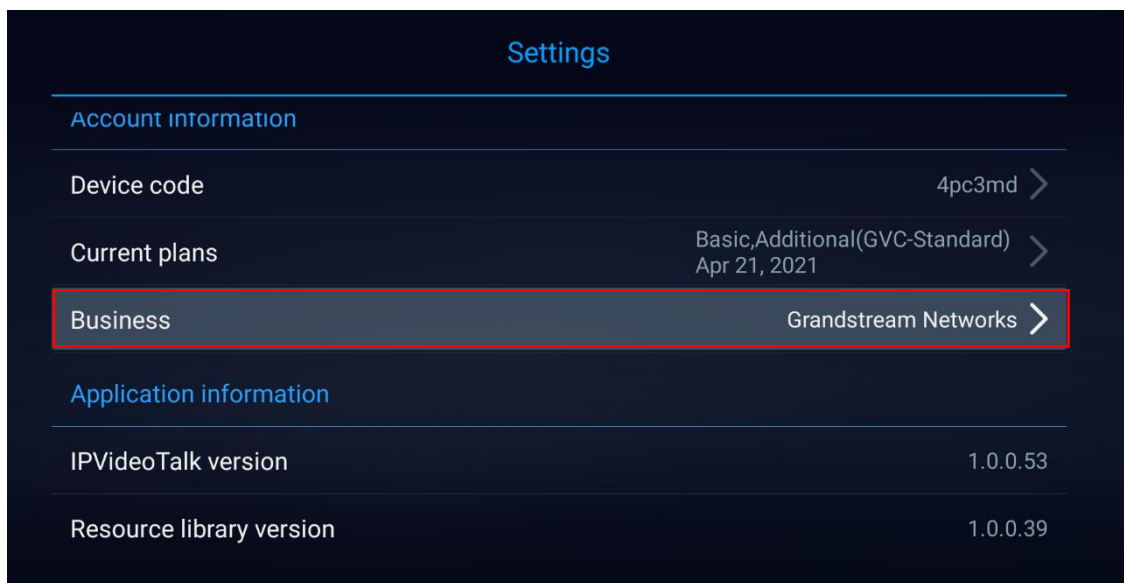 Settings
Account information
Device code
4pc3md
Current plans
Basic,Additional(GVC-Standard)
Apr 21, 2021
Business
Grandstream Networks
Application information
IPVideoTalk version
1.0.0.53
Resource library version
1.0.0.39